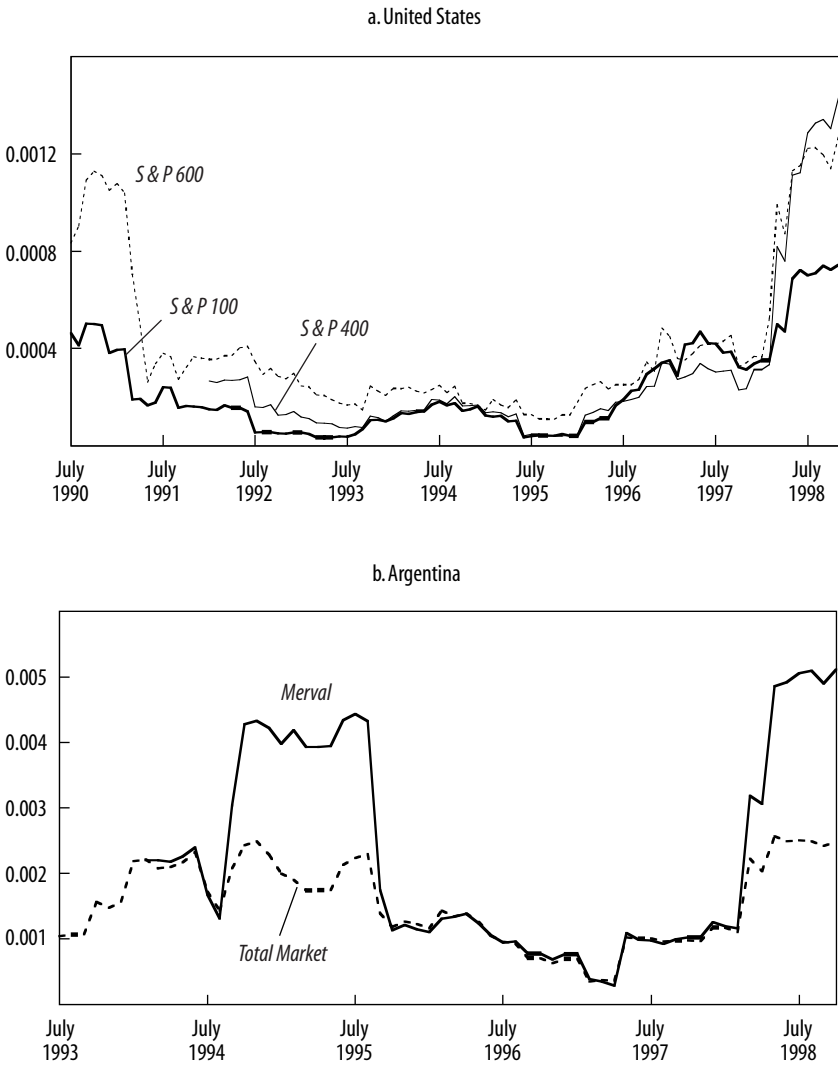 a. United States
0.0012
S & P 600
0.0008
S & P 100
S & P 400
0.0004
July July July July July July July July July
1990 1991 1992 1993 1994 1995 1996 1997 1998
b. Argentina
0.005
Merval
0.004
0.003
0.002
0.001
Total Market
July July July July July July
1993 1994 1995 1996 1997 1998